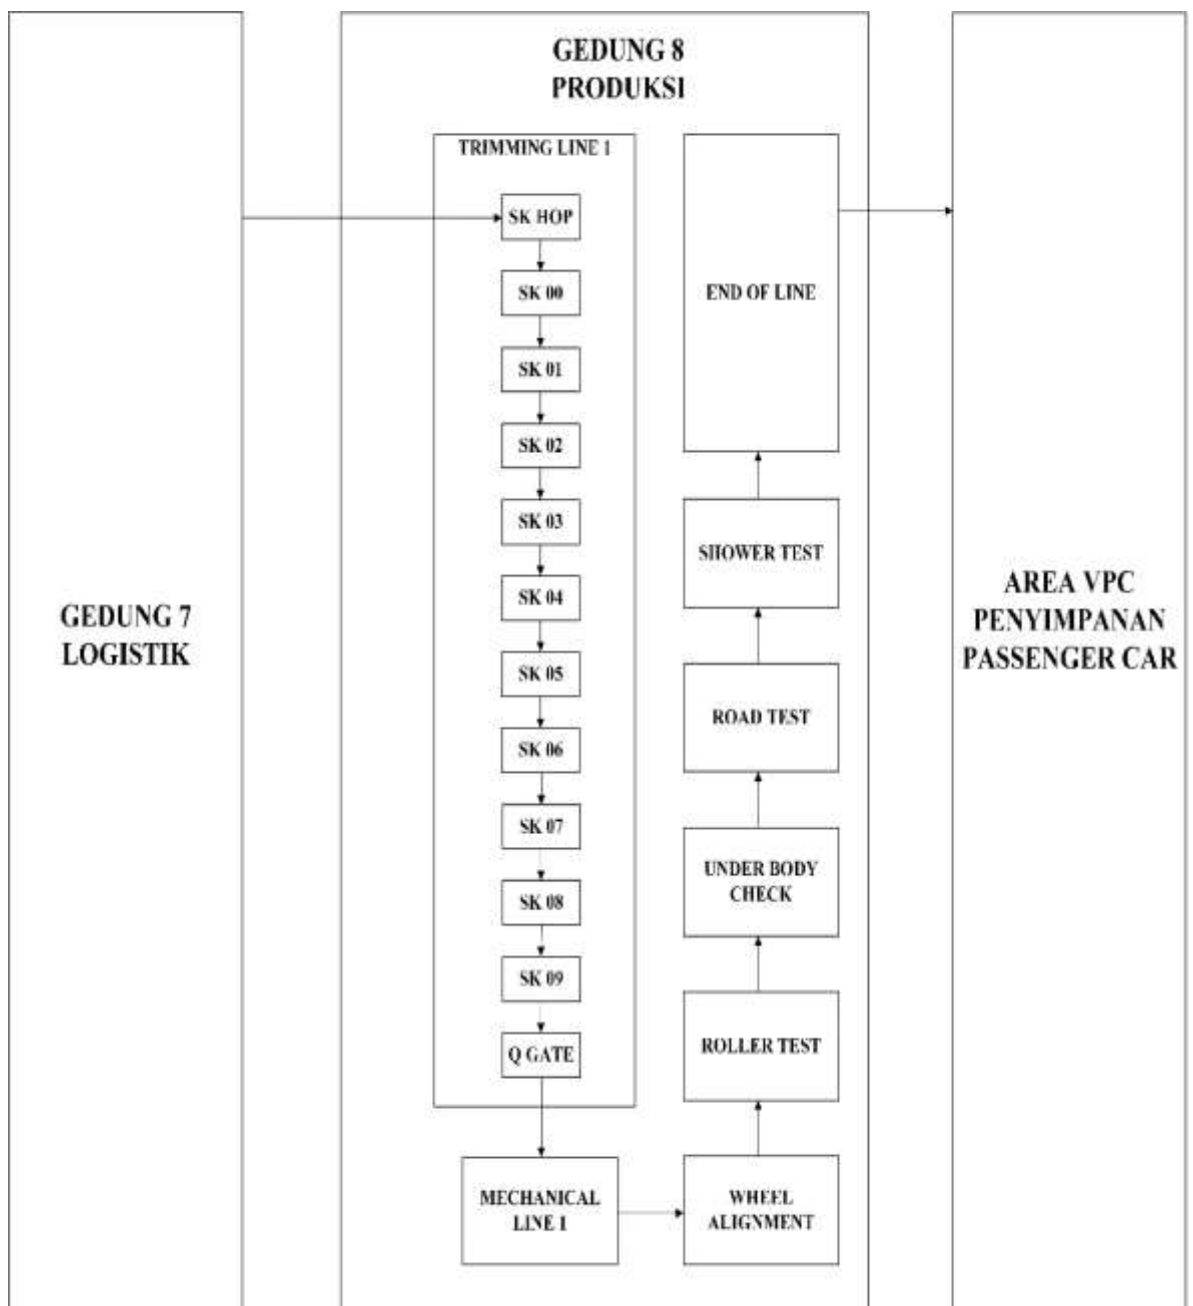 GEDUNG 7
LOGISTIK
GEDUNG 8
PRODUKSI
TRIMMING LINE 1
SK HOP
SK 00
SK 01
SK 02
SK 03
SK 04
SK 05
SK 06
SK 07
SK 08
SK 09
Q GATE
MECHANICAL
LINE 1
WHEEL
ALIGNMENT
ROLLER TEST
UNDER BODY
CHECK
ROAD TEST
SHOWER TEST
END OF LINE
AREA VPC
PENYIMPANAN
PASSENGER CAR